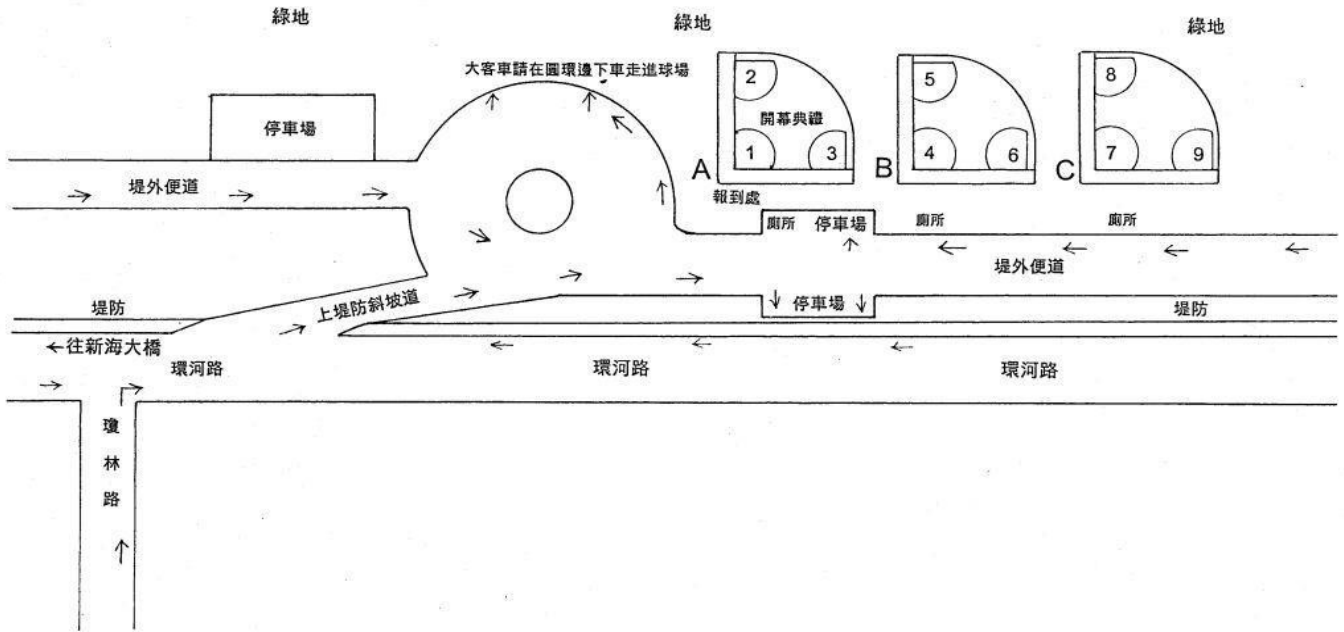 綠地
綠地
綠地
大客車請在圓環邊下車走進球場
停車場
2
開幕典禮
1
3
A
報到處
5
4
6
B
8
7
9
C
堤外便道
廁所
停車場
廁所
廁所
堤外便道
上堤防斜坡道
停車場
堤防
堤防
←往新海大橋
環河路
環河路
環河路
瓊林路